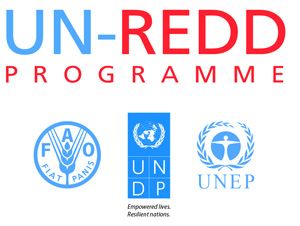 UN-REDD
PROGRAMME
FAO
FIAT PANIS
UN
DP
UNEP
Empowered lives.
Resilient nations.